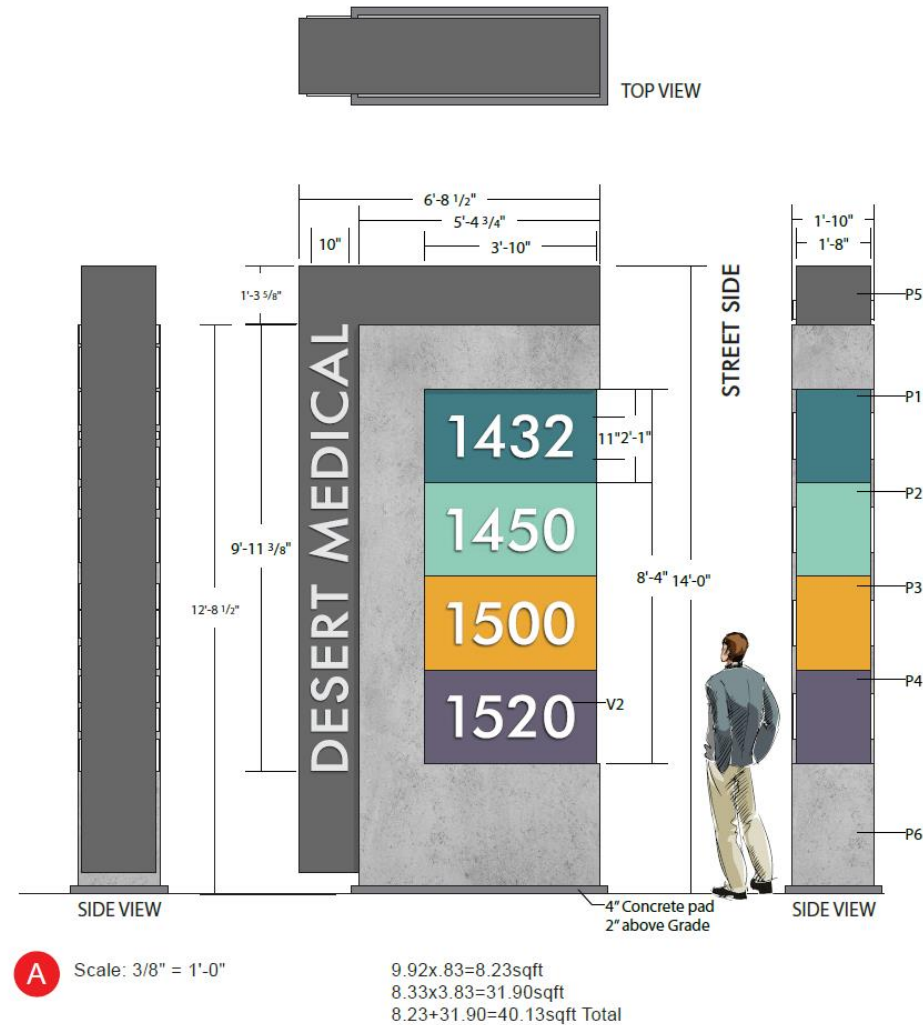 TOP VIEW
6'-8 1/2"
5'-4 3/4"
3'-10"
10"
1'-3 5/8"
STREET SIDE
1'-10"
1'-8"
P5
P1
P2
P3
P4
P6
DESERT MEDICAL
1432
1450
1500
1520
V2
11"
2'-1"
8'-4"
14'-0"
9'-11 3/8"
12'-8 1/2"
SIDE VIEW
4" Concrete pad
2" above Grade
SIDE VIEW
A
Scale: 3/8" = 1'-0"
9.92x.83=8.23sqft
8.33x3.83=31.90sqft
8.23+31.90=40.13sqft Total